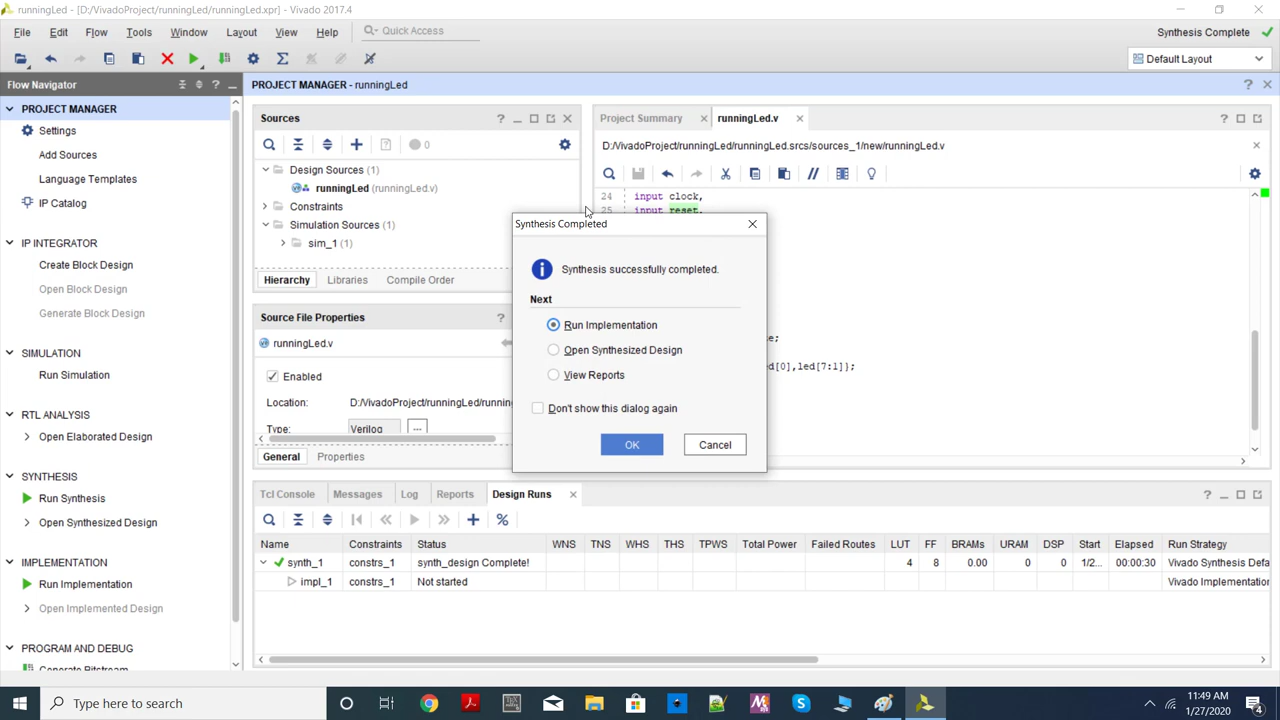 runningLed - [D:/VivadoProject/runningLed/runningLed.xpr] - Vivado 2017.4
File Edit Flow Tools Window Layout View Help Quick Access Synthesis Complete
Default Layout
Flow Navigator
PROJECT MANAGER - runningLed
PROJECT MANAGER
Settings
Add Sources
Language Templates
IP Catalog
IP INTEGRATOR
Create Block Design
Open Block Design
Generate Block Design
SIMULATION
Run Simulation
RTL ANALYSIS
Open Elaborated Design
SYNTHESIS
Run Synthesis
Open Synthesized Design
IMPLEMENTATION
Run Implementation
Open Implemented Design
PROGRAM AND DEBUG
Generate Bitstream
Sources
0
Design Sources (1)
runningLed (runningLed.v)
Constraints
Simulation Sources (1)
sim_1 (1)
Hierarchy Libraries Compile Order
Source File Properties
runningLed.v
Enabled
Location: D:/VivadoProject/runningLed/running
Type: Verilog ...
General Properties
Project Summary runningLed.v
D:/VivadoProject/runningLed/runningLed.srcs/sources_1/new/runningLed.v
24 input clock,
25 input reset,
ed[0],led[7:1]};
Synthesis Completed
Synthesis successfully completed.
Next
Run Implementation
Open Synthesized Design
View Reports
Don't show this dialog again
OK Cancel
Tcl Console Messages Log Reports Design Runs
Name Constraints Status WNS TNS WHS THS TPWS Total Power Failed Routes LUT FF BRAMs URAM DSP Start Elapsed Run Strategy
synth_1 constrs_1 synth_design Complete! 4 8 0.00 0 0 1/2... 00:00:30 Vivado Synthesis Defa
impl_1 constrs_1 Not started Vivado Implementation
Type here to search
11:49 AM
1/27/2020
4